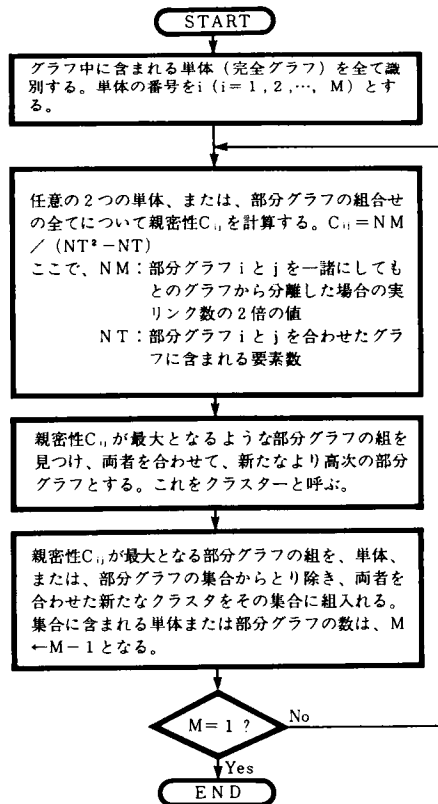 START
グラフ中に含まれる単体（完全グラフ）を全て識
別する。単体の番号をi（i＝1,2,…, M）とす
る。
任意の2つの単体、または、部分グラフの組合せ
の全てについて親密性Cijを計算する。Cij＝NM
／（NT²－NT）
ここで、NM：部分グラフiとjを一諸にしても
とのグラフから分離した場合の実
リンク数の2倍の値
NT：部分グラフiとjを合わせたグラ
フに含まれる要素数
親密性Cijが最大となるような部分グラフの組を
見つけ、両者を合わせて、新たなより高次の部分
グラフとする。これをクラスターと呼ぶ。
親密性Cijが最大となる部分グラフの組を、単体、
または、部分グラフの集合からとり除き、両者を
合わせた新たなクラスタをその集合に組入れる。
集合に含まれる単体または部分グラフの数は、M
←M－1となる。
M＝1？
No
Yes
END